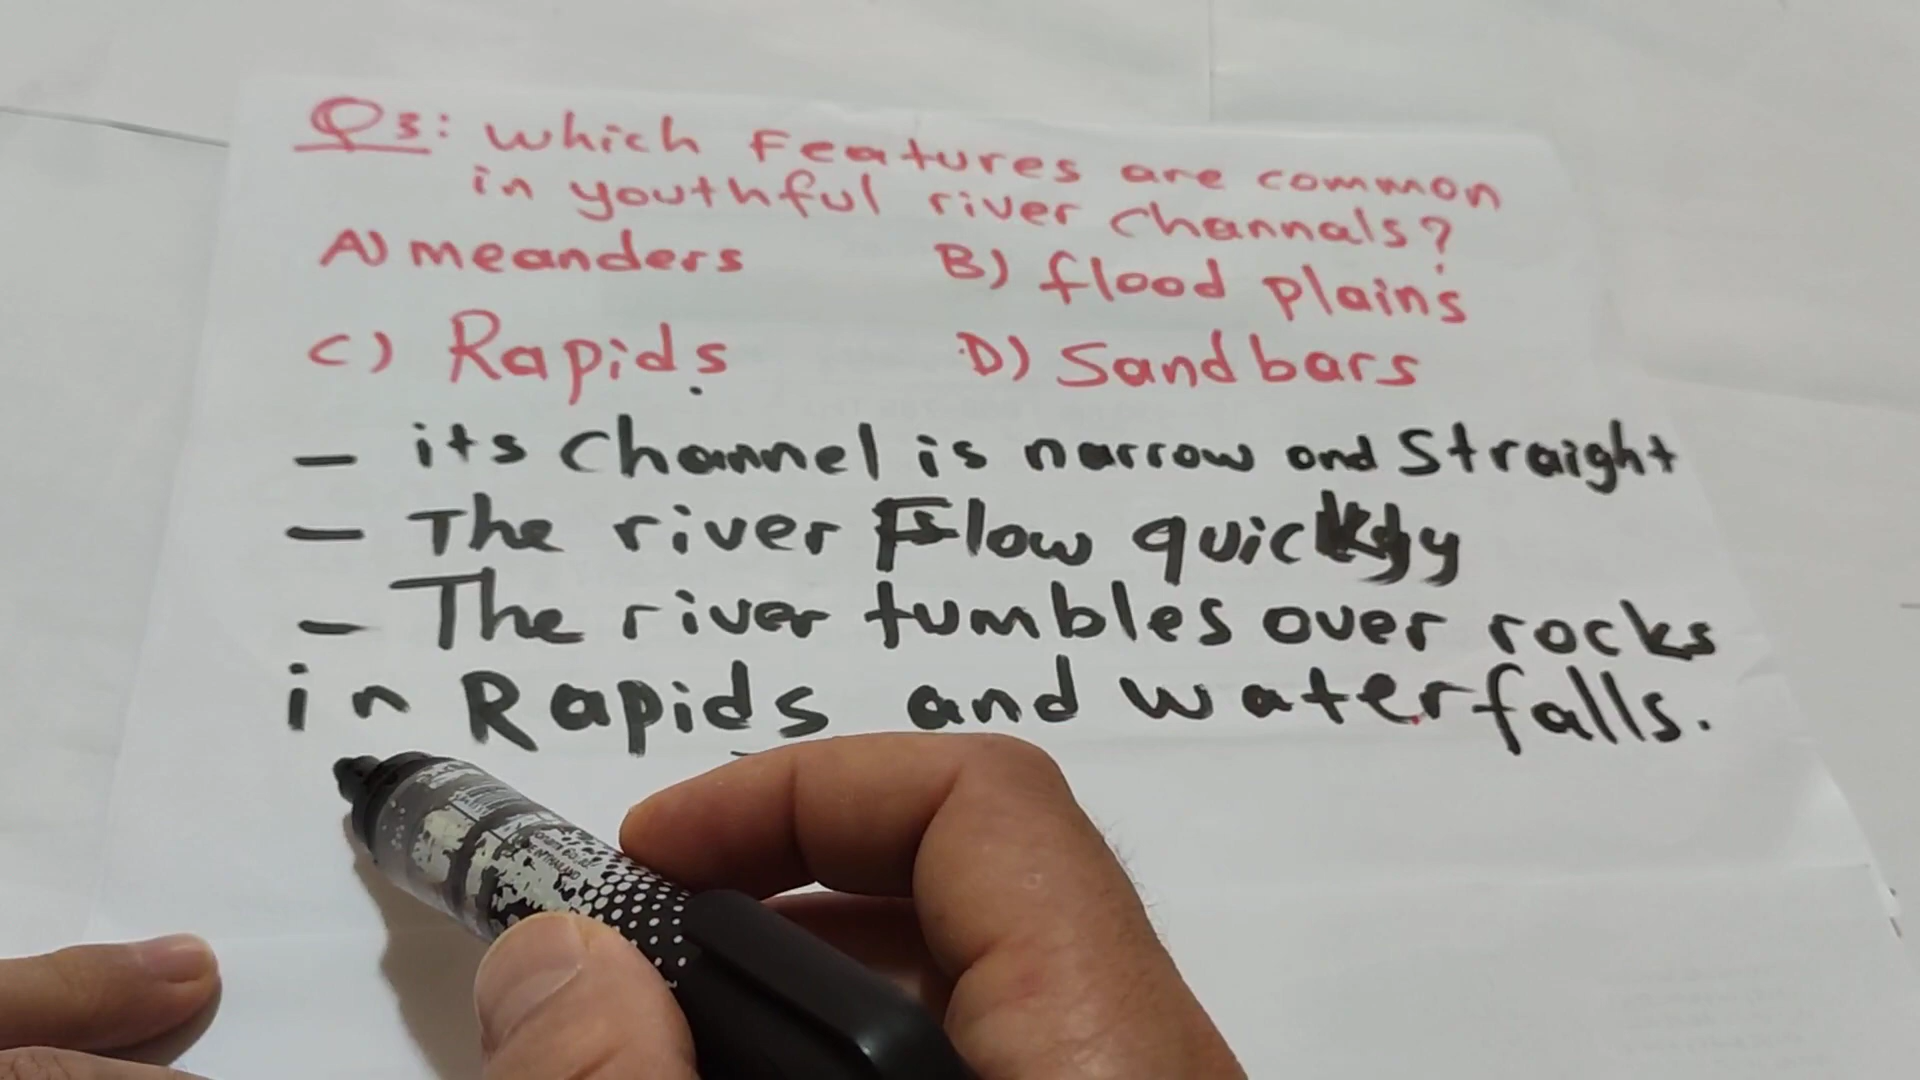 Q3: which Features are common
in youthful river channals?
A) meanders B) flood plains
C) Rapids D) Sandbars
- its channel is narrow and Straight
- The river Flow quickly
- The river tumbles over rocks
in Rapids and waterfalls.